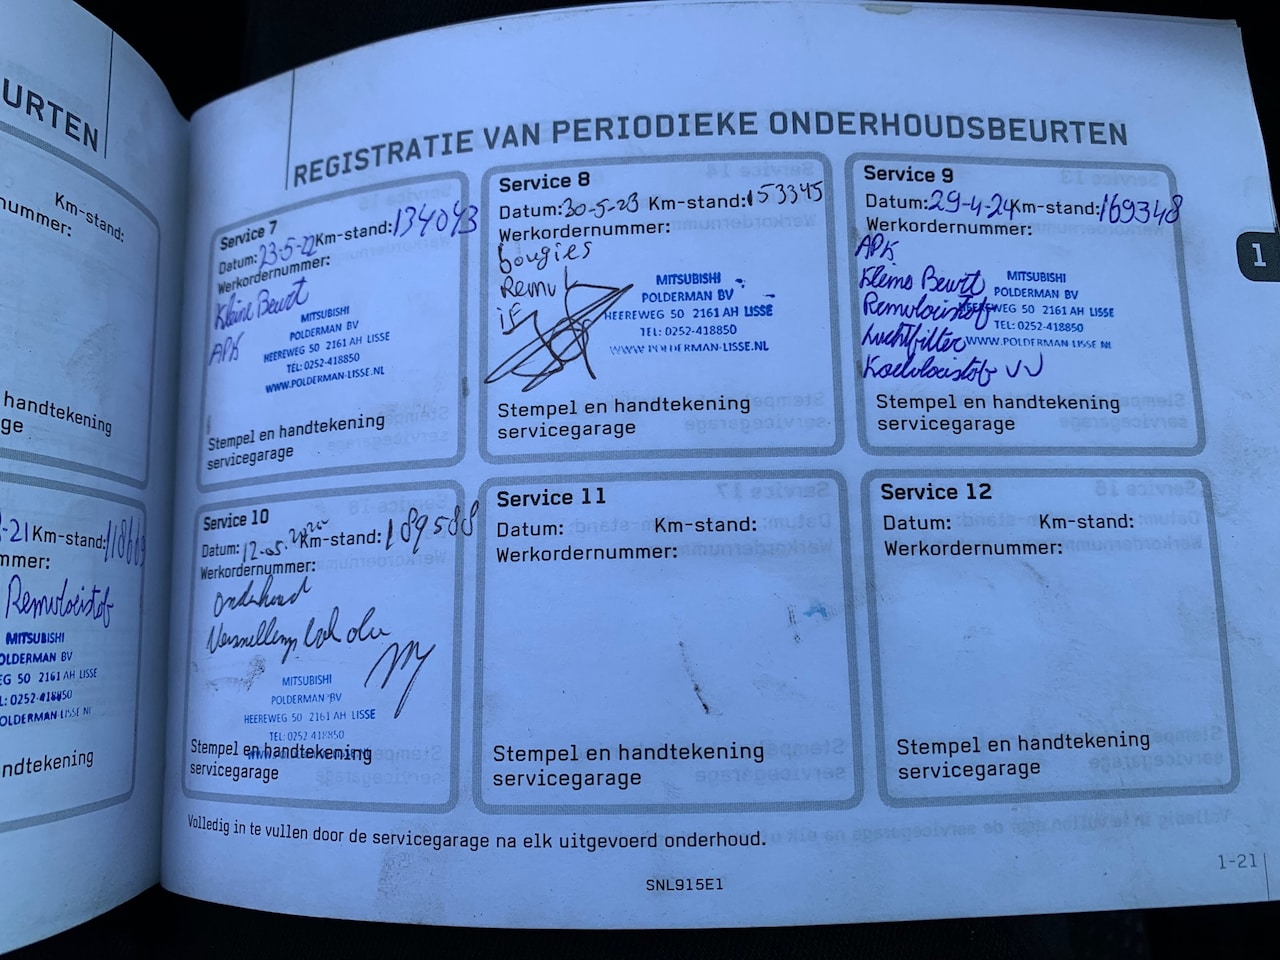 URTEN
Km-stand:
nummer:
handtekening
ge
-21 Km-stand:
mmer:
Remvloeistof
MITSUBISHI
OLDERMAN BV
EG 50 2161 AH LISSE
L: 0252-418850
OLDERMAN-LISSE.NL
ndtekening
REGISTRATIE VAN PERIODIEKE ONDERHOUDSBEURTEN
Service 7
Datum: 23-5-22 Km-stand: 134043
Werkordernummer:
Kleine Beurt
APK
MITSUBISHI
POLDERMAN BV
HEEREWEG 50 2161 AH LISSE
TEL: 0252-418850
WWW.POLDERMAN-LISSE.NL
Stempel en handtekening
servicegarage
Service 8
Datum: 30-5-23 Km-stand: 153345
Werkordernummer:
bougies
Remv
MITSUBISHI
POLDERMAN BV
HEEREWEG 50 2161 AH LISSE
TEL: 0252-418850
WWW.POLDERMAN-LISSE.NL
Stempel en handtekening
servicegarage
Service 9
Datum: 29-4-24 Km-stand: 169348
Werkordernummer:
APK
Kleine Beurt
Remvloeistof
Luchtfilter
Koelvloeistof VV
MITSUBISHI
POLDERMAN BV
HEEREWEG 50 2161 AH LISSE
TEL: 0252-418850
WWW.POLDERMAN-LISSE.NL
Stempel en handtekening
servicegarage
Service 10
Datum: 12-05. Km-stand: 189588
Werkordernummer:
Onderhoud
Versnellings bak olie
MITSUBISHI
POLDERMAN BV
HEEREWEG 50 2161 AH LISSE
TEL: 0252 418850
Stempel en handtekening
servicegarage
Service 11
Datum: Km-stand:
Werkordernummer:
Stempel en handtekening
servicegarage
Service 12
Datum: Km-stand:
Werkordernummer:
Stempel en handtekening
servicegarage
Volledig in te vullen door de servicegarage na elk uitgevoerd onderhoud.
SNL915E1
1-21
1